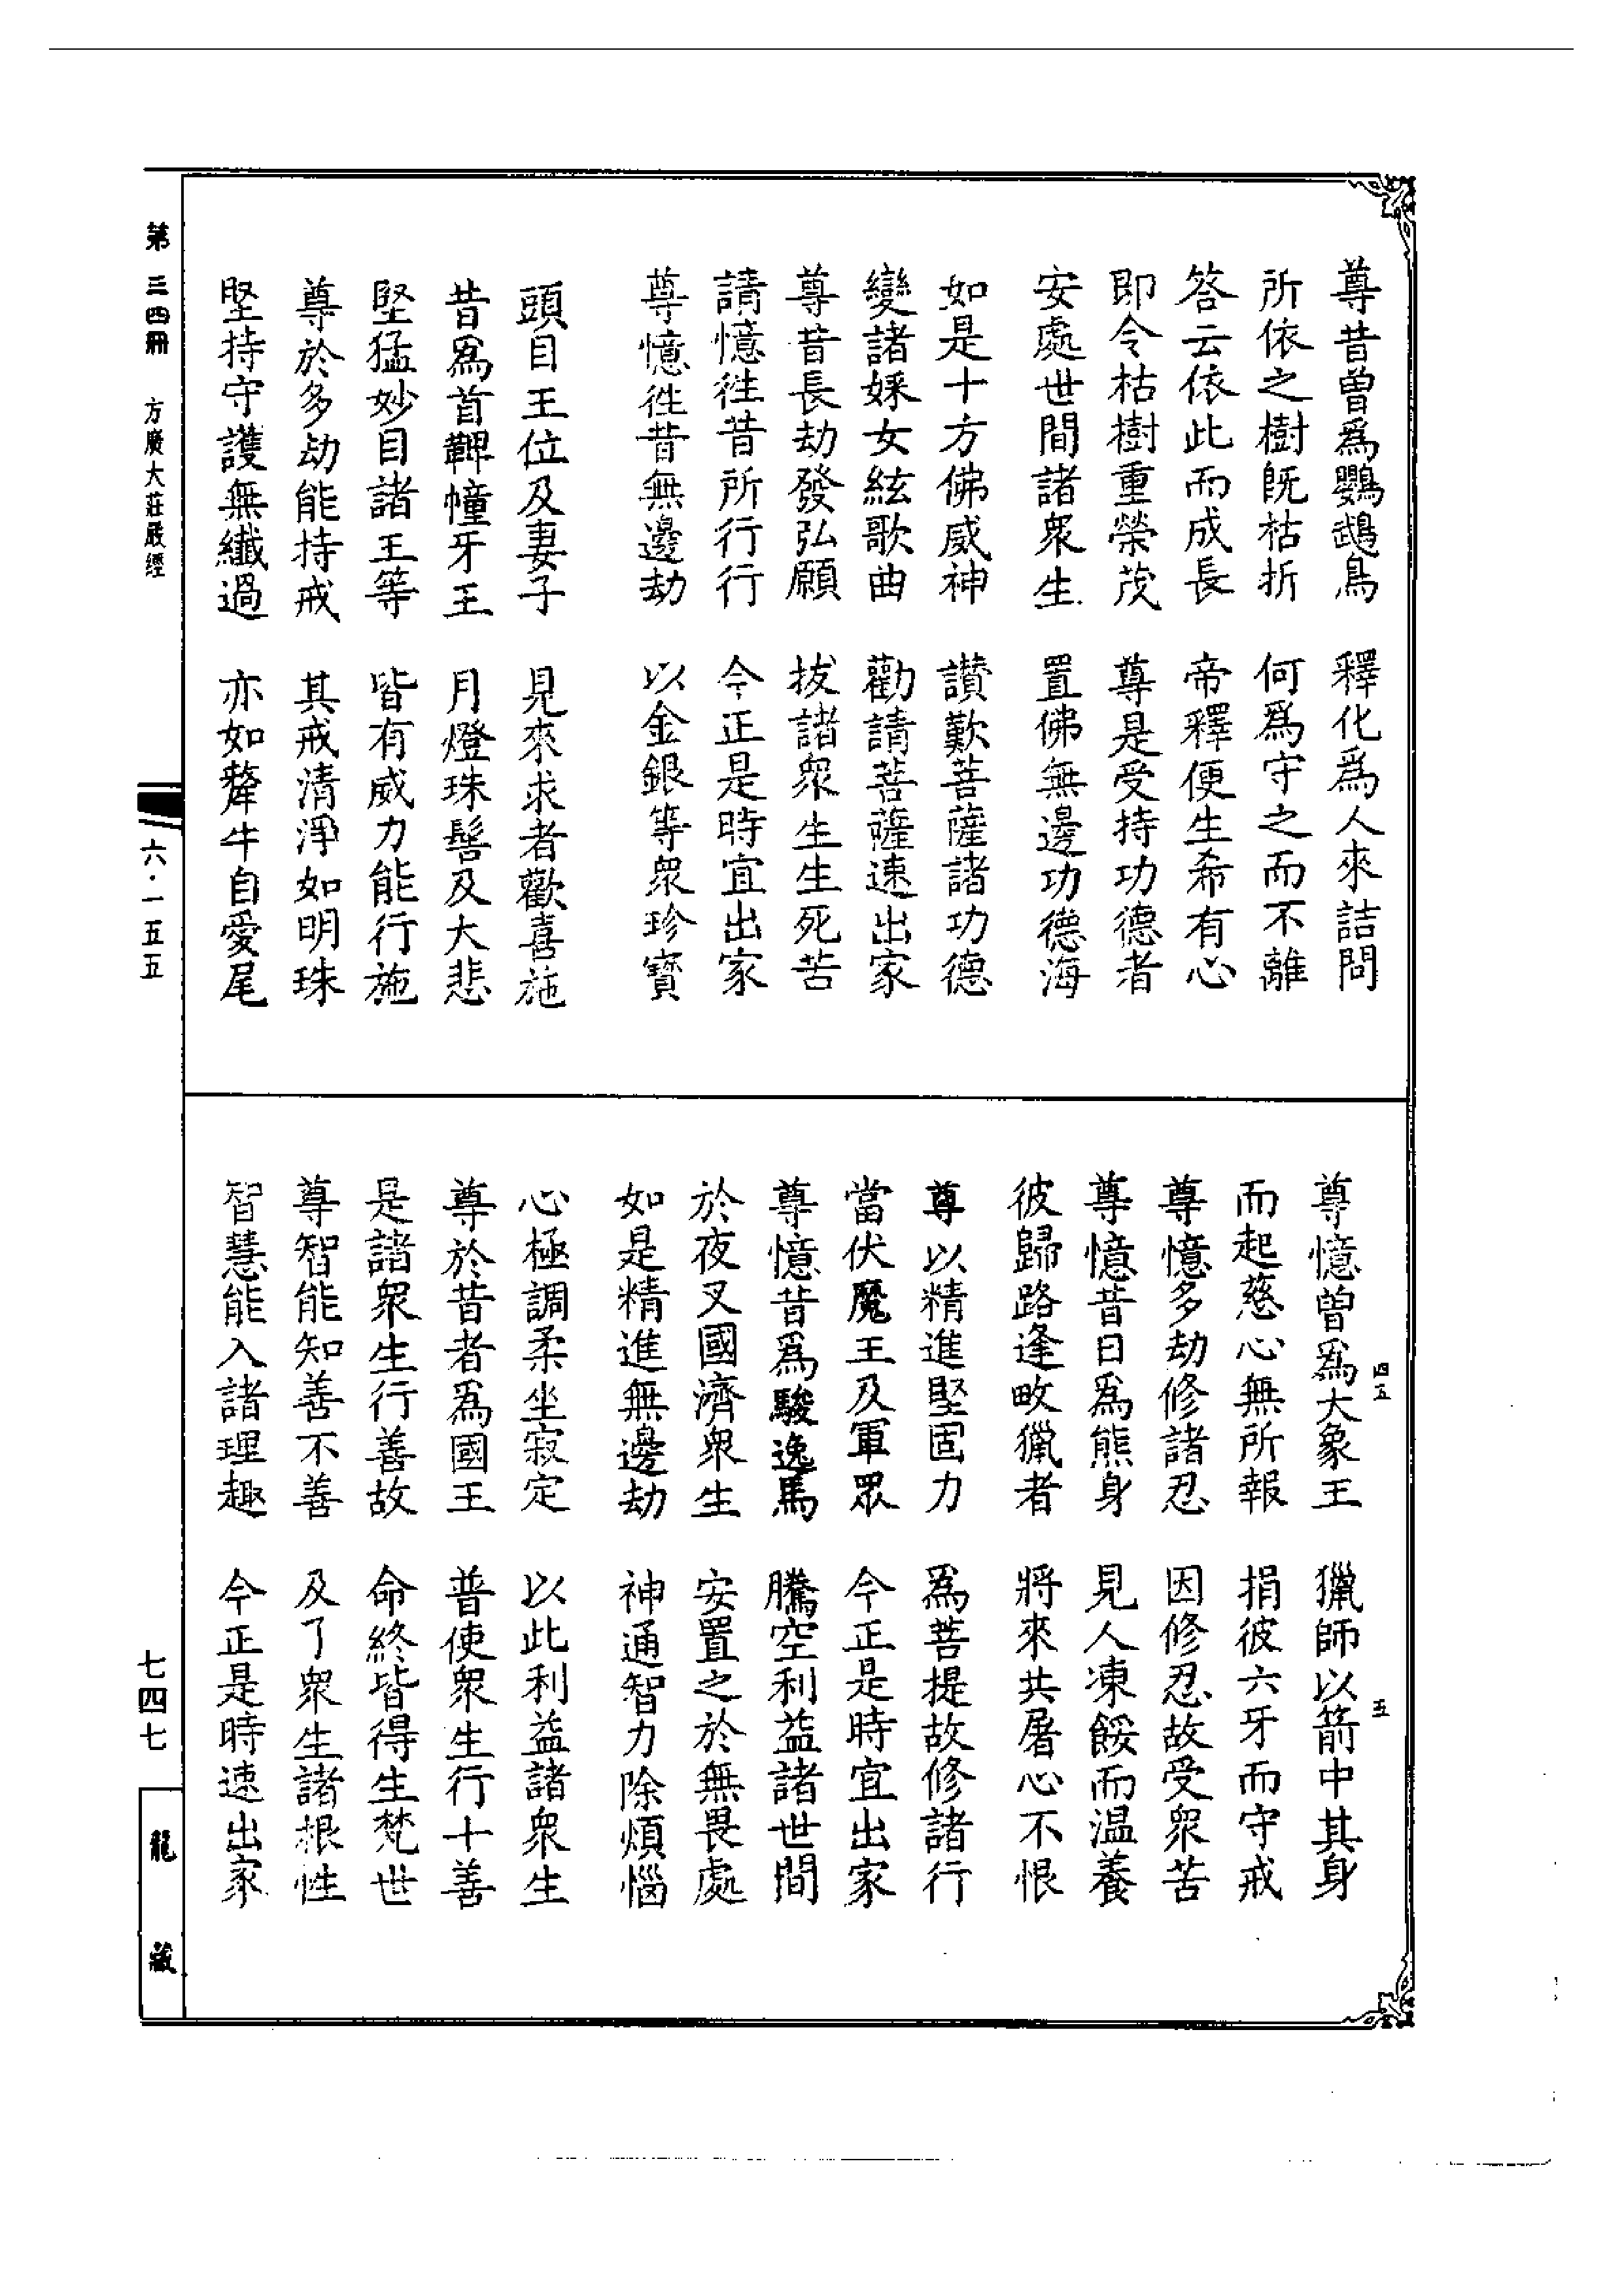 尊昔曾爲鸚鵡鳥　釋化爲人來詰問
所依之樹旣枯折　何爲守之而不離
答云依此而成長　帝釋便生希有心
即令枯樹重榮茂　尊是受持功德者
安處世間諸衆生　置佛無邊功德海
如是十方佛威神　讃歎菩薩諸功德
變諸婇女絃歌曲　勸請菩薩速出家
尊昔長劫發弘願　拔諸衆生生死苦
請憶徃昔所行行　今正是時宜出家
尊憶徃昔無邊劫　以金銀等衆珍寳
頭目王位及妻子　見來求者歡喜施
昔爲首鞞幢牙王　月燈珠髻及大悲
堅猛妙目諸王等　皆有威力能行施
尊於多劫能持戒　其戒清淨如明珠
堅持守護無纖過　亦如犛牛自愛尾
尊憶曾爲大象王　獵師以箭中其身
而起慈心無所報　捐彼六牙而守戒
尊憶多劫修諸忍　因修忍故受衆苦
尊憶昔日爲熊身　見人凍餒而温養
彼歸路逢畋獵者　將來共屠心不恨
尊以精進堅固力　爲菩提故修諸行
當伏魔王及軍眾　今正是時宜出家
尊憶昔爲駿逸馬　騰空利益諸世間
於夜叉國濟衆生　安置之於無畏處
如是精進無邊劫　神通智力除煩惱
心極調柔坐寂定　以此利益諸衆生
尊於昔者爲國王　普使衆生行十善
是諸衆生行善故　命終皆得生梵世
尊智能知善不善　及了衆生諸根性
智慧能入諸理趣　今正是時速出家
四五
五
第三四冊　方廣大莊嚴經
六·一五五
七四七
龍藏